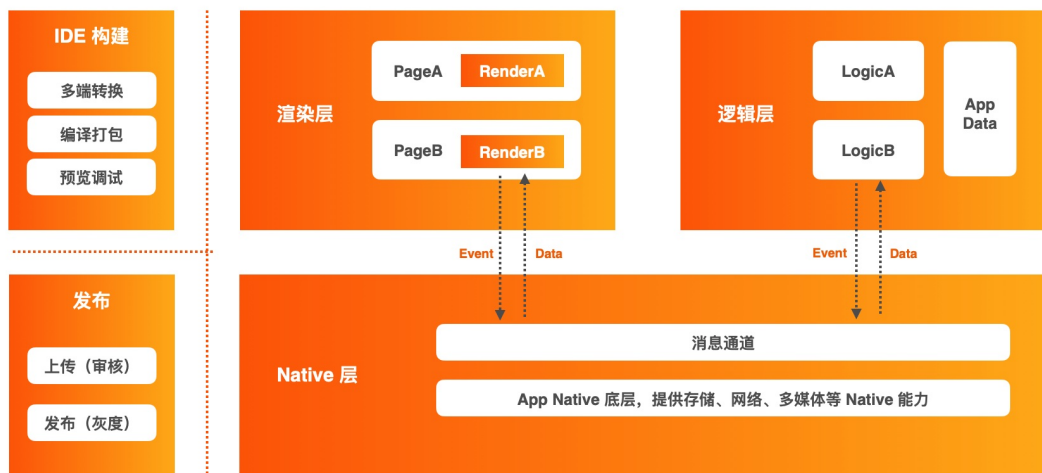 IDE 构建
多端转换
编译打包
预览调试
发布
上传（审核）
发布（灰度）
渲染层
PageA
RenderA
PageB
RenderB
逻辑层
LogicA
LogicB
App
Data
Event
Data
Event
Data
Native 层
消息通道
App Native 底层，提供存储、网络、多媒体等 Native 能力